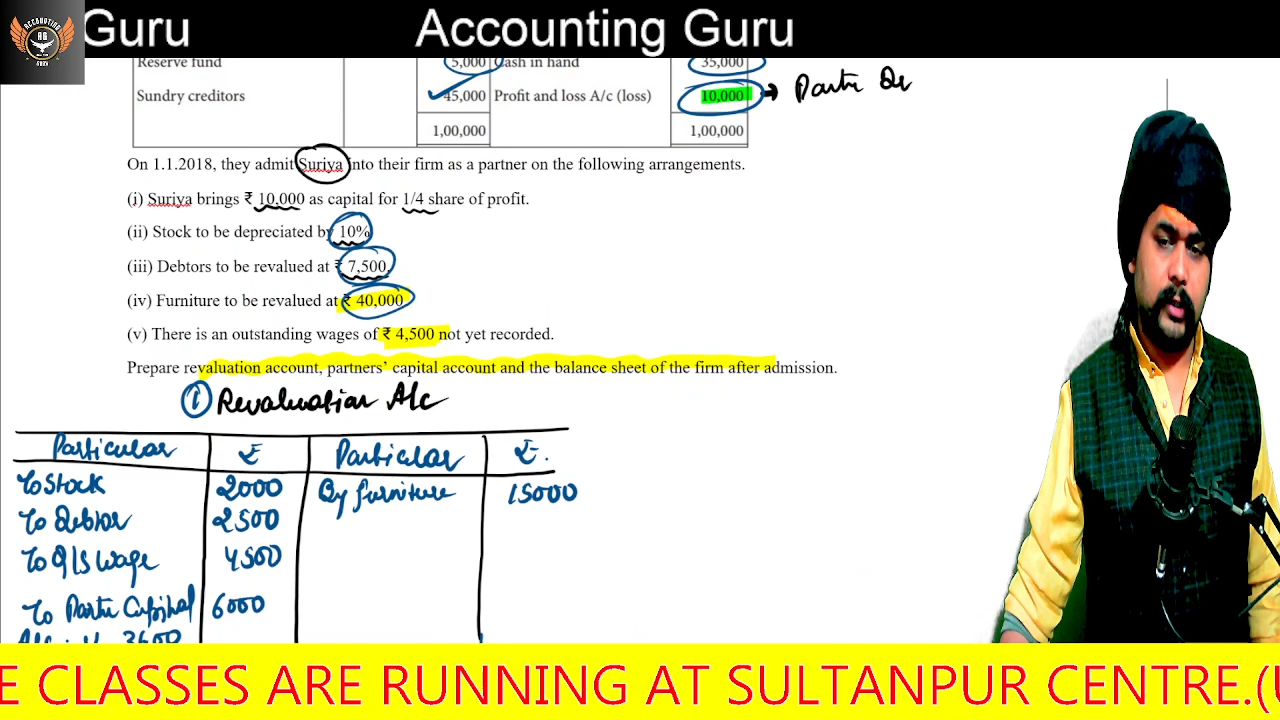 Guru Accounting Guru
ACCOUNTING
AG
GURU
Reserve fund 5,000 Cash in hand 35,000
Sundry creditors 45,000 Profit and loss A/c (loss) 10,000 → Partn Dr
1,00,000 1,00,000
On 1.1.2018, they admit Suriya into their firm as a partner on the following arrangements.
(i) Suriya brings ₹ 10,000 as capital for 1/4 share of profit.
(ii) Stock to be depreciated by 10%
(iii) Debtors to be revalued at ₹ 7,500.
(iv) Furniture to be revalued at ₹ 40,000
(v) There is an outstanding wages of ₹ 4,500 not yet recorded.
Prepare revaluation account, partners’ capital account and the balance sheet of the firm after admission.
1 Revaluation A/c
Particular ₹ Particular ₹.
To Stock 2000 By furniture 15000
To Debtor 2500
To O/S wage 4500
To Partn Capital 6000
3600
E CLASSES ARE RUNNING AT SULTANPUR CENTRE.(U